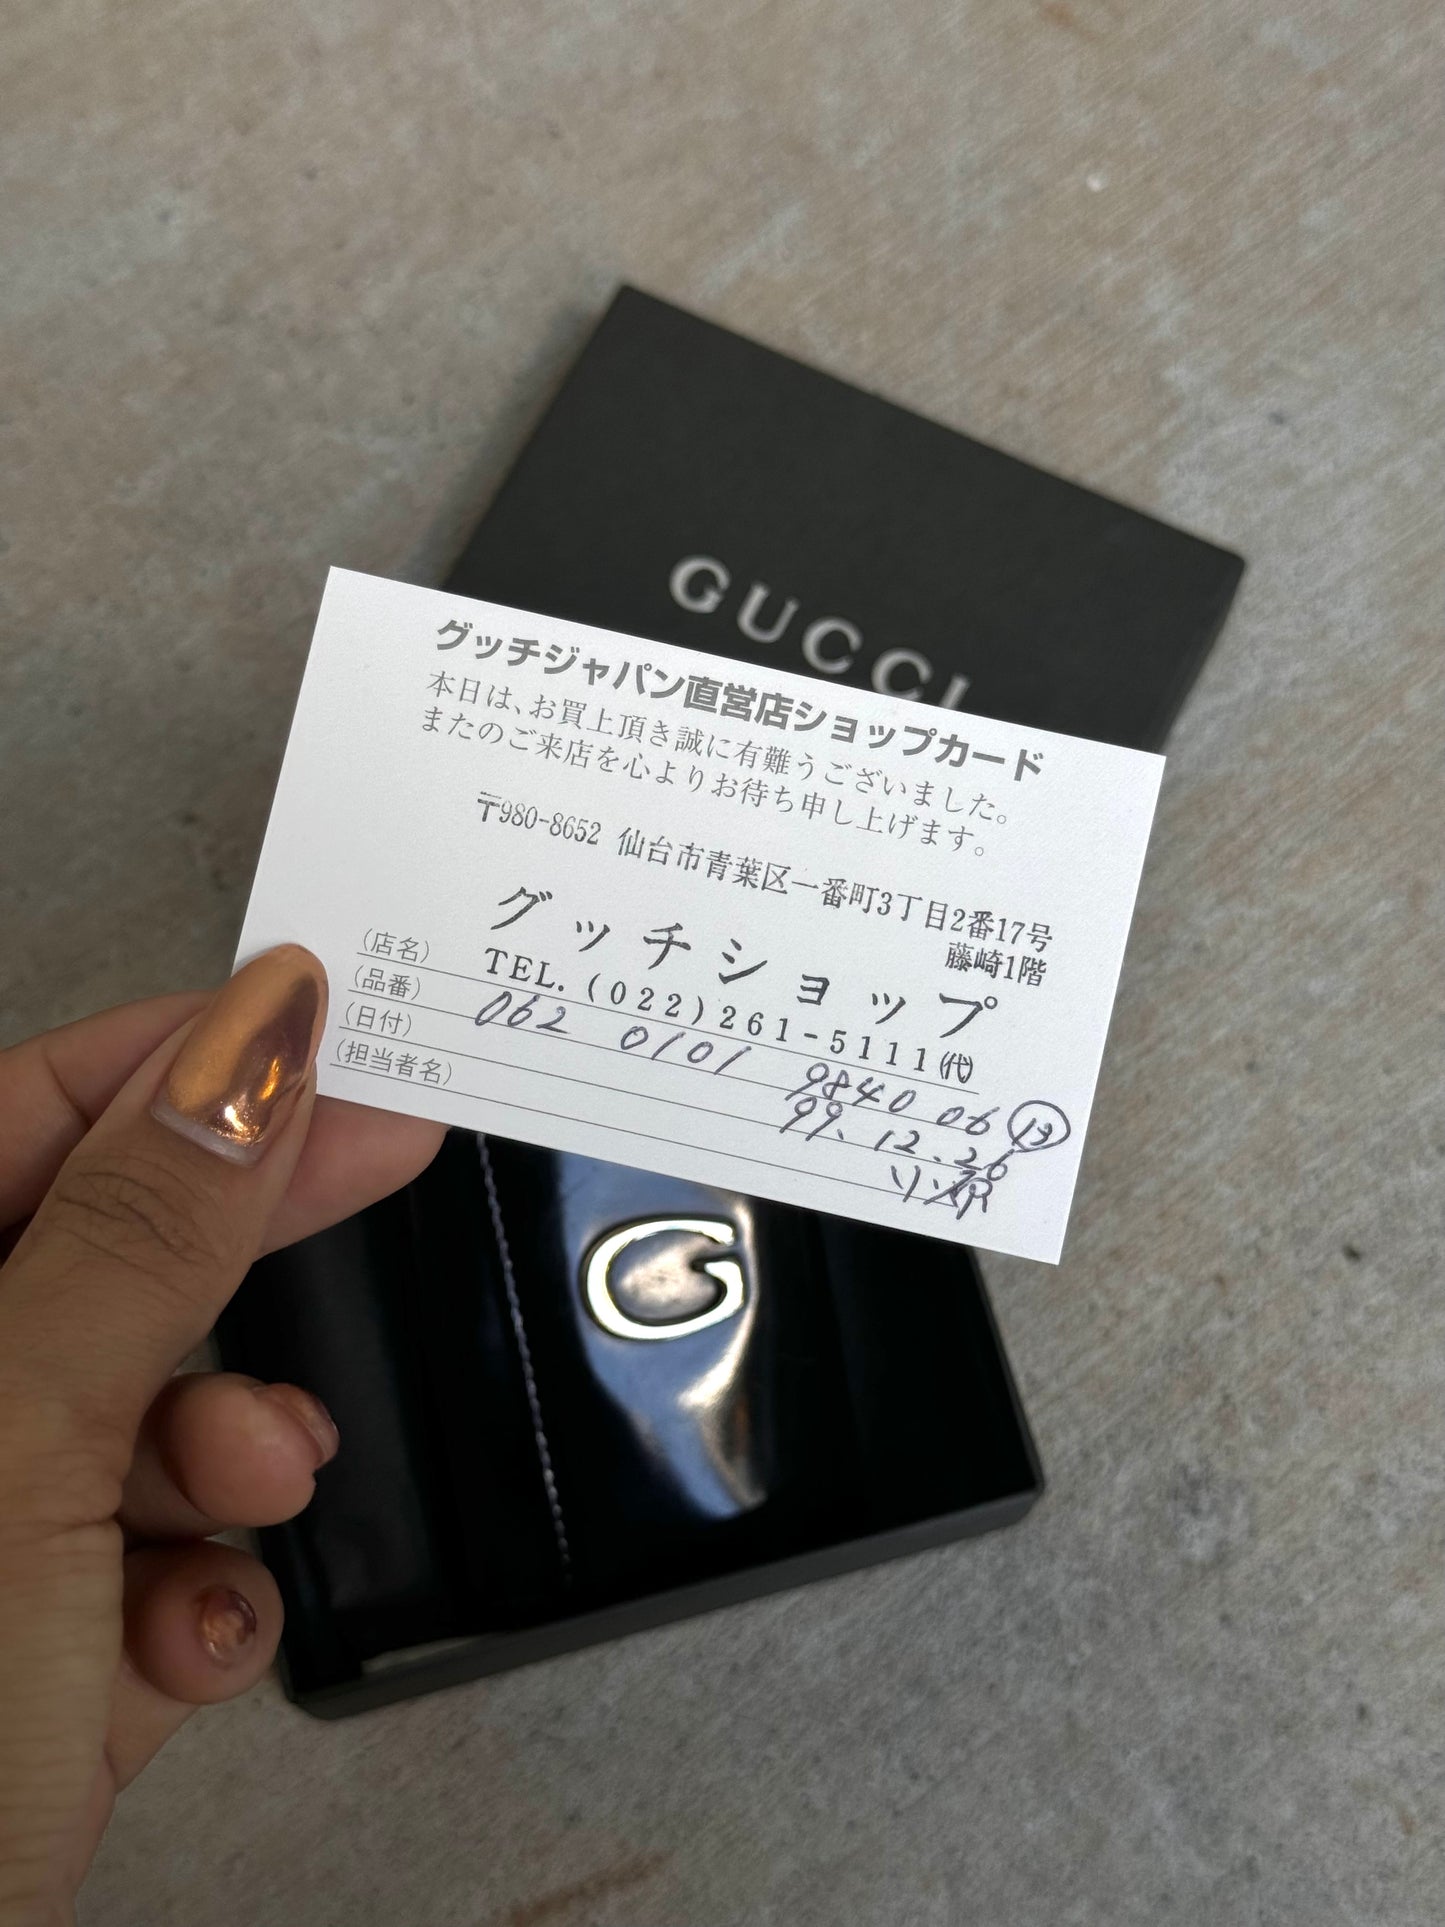 GUCCI
グッチジャパン直営店ショップカード
本日は、お買上頂き誠に有難うございました。
またのご来店を心よりお待ち申し上げます。
〒980-8652 仙台市青葉区一番町3丁目2番17号
藤崎1階
(店名) グッチショップ
TEL. (022) 261-5111 (代)
(品番) 062 0101 9840 06
(日付) 99.12.26
(担当者名)
G